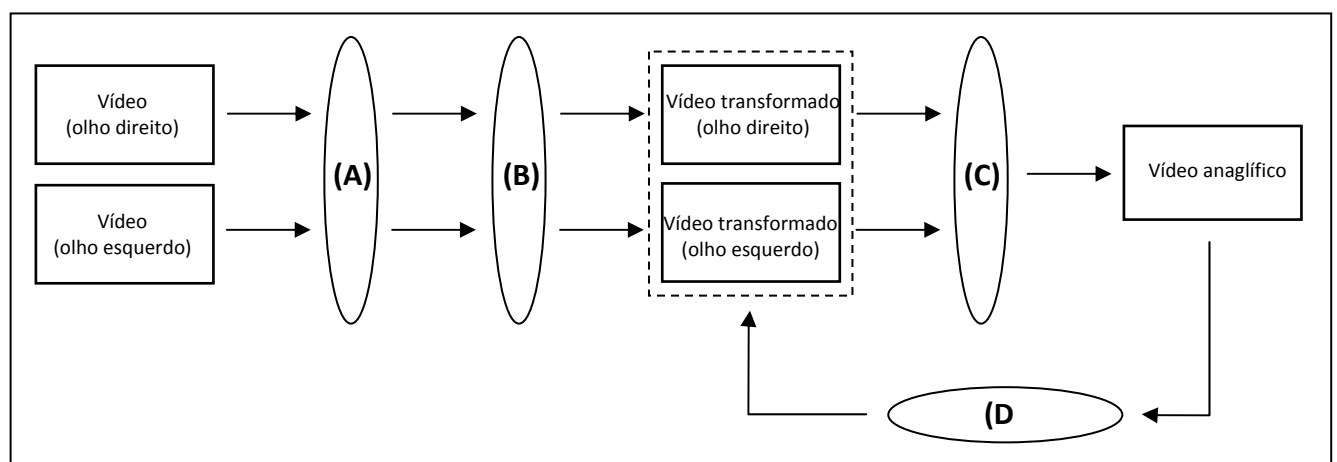 Vídeo
(olho direito)
Vídeo
(olho esquerdo)
(A)
(B)
Vídeo transformado
(olho direito)
Vídeo transformado
(olho esquerdo)
(C)
Vídeo anaglífico
(D